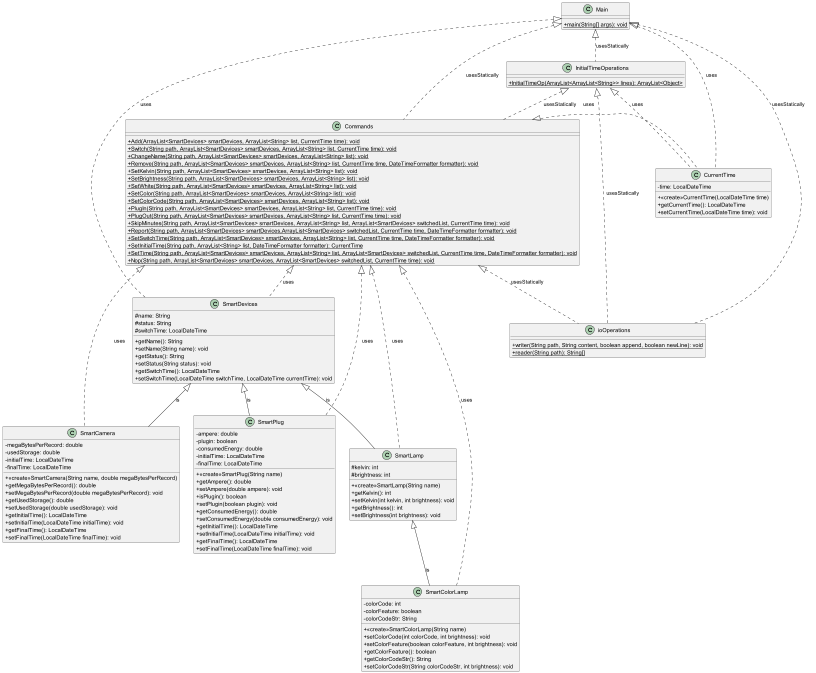 C Main
+main(String[] args): void
usesStatically
C InitialTimeOperations
+InitialTimeOp(ArrayList<ArrayList<String>> lines): ArrayList<Object>
usesStatically
uses
usesStatically
uses
uses
uses
usesStatically
C Commands
+Add(ArrayList<SmartDevices> smartDevices, ArrayList<String> list, CurrentTime time): void
+Switch(String path, ArrayList<SmartDevices> smartDevices, ArrayList<String> list, CurrentTime time): void
+ChangeName(String path, ArrayList<SmartDevices> smartDevices, ArrayList<String> list): void
+Remove(String path, ArrayList<SmartDevices> smartDevices, ArrayList<String> list, CurrentTime time, DateTimeFormatter formatter): void
+SetKelvin(String path, ArrayList<SmartDevices> smartDevices, ArrayList<String> list): void
+SetBrightness(String path, ArrayList<SmartDevices> smartDevices, ArrayList<String> list): void
+SetWhite(String path, ArrayList<SmartDevices> smartDevices, ArrayList<String> list): void
+SetColor(String path, ArrayList<SmartDevices> smartDevices, ArrayList<String> list): void
+SetColorCode(String path, ArrayList<SmartDevices> smartDevices, ArrayList<String> list): void
+PlugIn(String path, ArrayList<SmartDevices> smartDevices, ArrayList<String> list, CurrentTime time): void
+PlugOut(String path, ArrayList<SmartDevices> smartDevices, ArrayList<String> list, CurrentTime time): void
+SkipMinutes(String path, ArrayList<SmartDevices> smartDevices, ArrayList<String> list, ArrayList<SmartDevices> switchedList, CurrentTime time): void
+Report(String path, ArrayList<SmartDevices> smartDevices,ArrayList<SmartDevices> switchedList, CurrentTime time, DateTimeFormatter formatter): void
+SetSwitchTime(String path, ArrayList<SmartDevices> smartDevices, ArrayList<String> list, CurrentTime time, DateTimeFormatter formatter): void
+SetInitialTime(String path, ArrayList<String> list, DateTimeFormatter formatter): CurrentTime
+SetTime(String path, ArrayList<SmartDevices> smartDevices, ArrayList<String> list, ArrayList<SmartDevices> switchedList, CurrentTime time, DateTimeFormatter formatter): void
+Nop(String path, ArrayList<SmartDevices> smartDevices, ArrayList<SmartDevices> switchedList, CurrentTime time): void
C CurrentTime
-time: LocalDateTime
+«create»CurrentTime(LocalDateTime time)
+getCurrentTime(): LocalDateTime
+setCurrentTime(LocalDateTime time): void
usesStatically
uses
usesStatically
C SmartDevices
#name: String
#status: String
#switchTime: LocalDateTime
+getName(): String
+setName(String name): void
+getStatus(): String
+setStatus(String status): void
+getSwitchTime(): LocalDateTime
+setSwitchTime(LocalDateTime switchTime, LocalDateTime currentTime): void
C ioOperations
+writer(String path, String content, boolean append, boolean newLine): void
+reader(String path): String[]
uses
uses
uses
uses
is
is
is
C SmartCamera
-megaBytesPerRecord: double
-usedStorage: double
-initialTime: LocalDateTime
-finalTime: LocalDateTime
+«create»SmartCamera(String name, double megaBytesPerRecord)
+getMegaBytesPerRecord(): double
+setMegaBytesPerRecord(double megaBytesPerRecord): void
+getUsedStorage(): double
+setUsedStorage(double usedStorage): void
+getInitialTime(): LocalDateTime
+setInitialTime(LocalDateTime initialTime): void
+getFinalTime(): LocalDateTime
+setFinalTime(LocalDateTime finalTime): void
C SmartPlug
-ampere: double
-plugin: boolean
-consumedEnergy: double
-initialTime: LocalDateTime
-finalTime: LocalDateTime
+«create»SmartPlug(String name)
+getAmpere(): double
+setAmpere(double ampere): void
+isPlugin(): boolean
+setPlugin(boolean plugin): void
+getConsumedEnergy(): double
+setConsumedEnergy(double consumedEnergy): void
+getInitialTime(): LocalDateTime
+setInitialTime(LocalDateTime initialTime): void
+getFinalTime(): LocalDateTime
+setFinalTime(LocalDateTime finalTime): void
C SmartLamp
#kelvin: int
#brightness: int
+«create»SmartLamp(String name)
+getKelvin(): int
+setKelvin(int kelvin, int brightness): void
+getBrightness(): int
+setBrightness(int brightness): void
is
C SmartColorLamp
-colorCode: int
-colorFeature: boolean
-colorCodeStr: String
+«create»SmartColorLamp(String name)
+setColorCode(int colorCode, int brightness): void
+setColorFeature(boolean colorFeature, int brightness): void
+getColorFeature(): boolean
+getColorCodeStr(): String
+setColorCodeStr(String colorCodeStr, int brightness): void